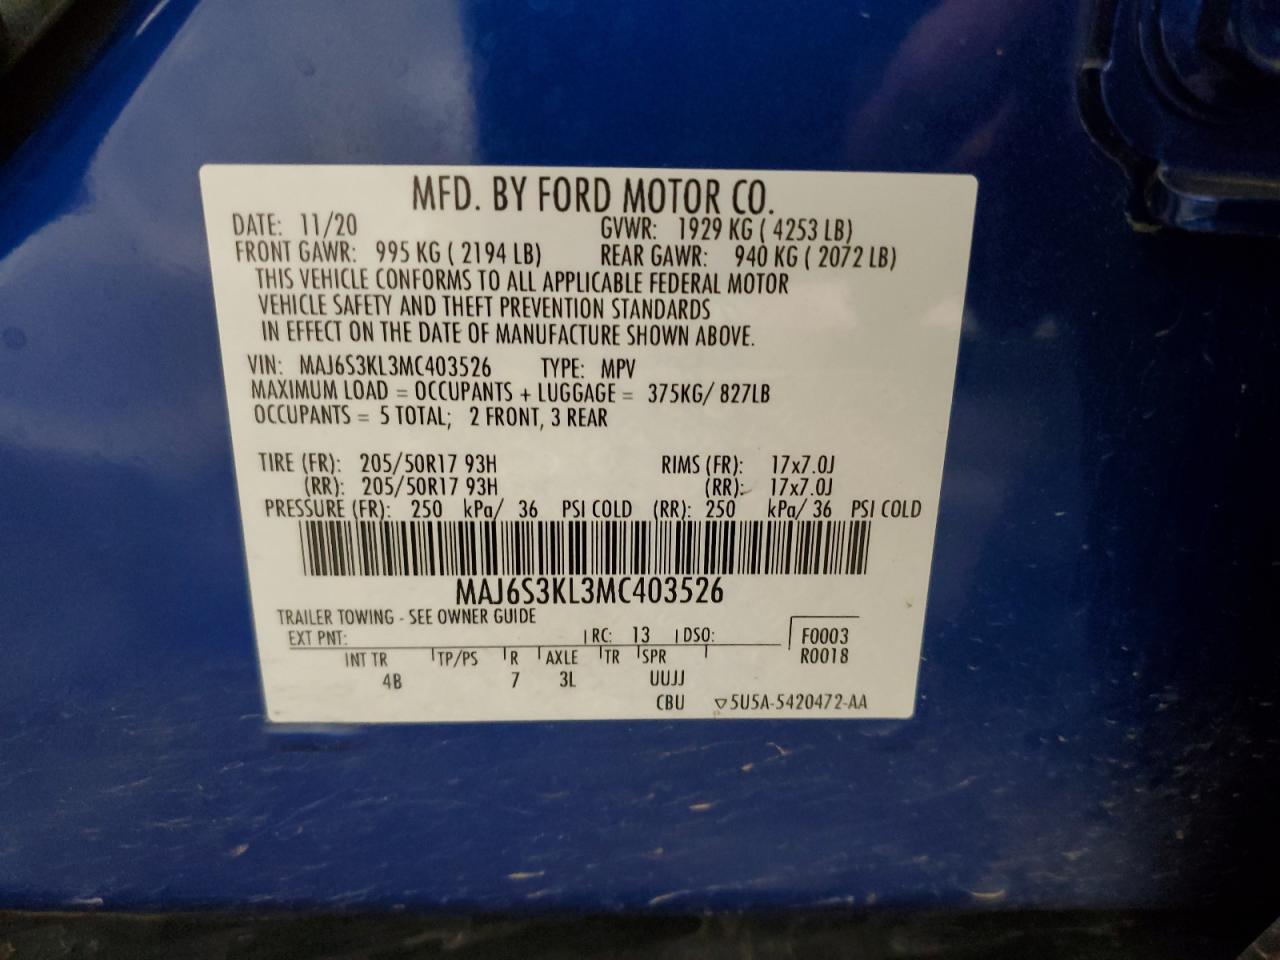 MFD. BY FORD MOTOR CO.
DATE: 11/20 GVWR: 1929 KG ( 4253 LB)
FRONT GAWR: 995 KG ( 2194 LB) REAR GAWR: 940 KG ( 2072 LB)
THIS VEHICLE CONFORMS TO ALL APPLICABLE FEDERAL MOTOR
VEHICLE SAFETY AND THEFT PREVENTION STANDARDS
IN EFFECT ON THE DATE OF MANUFACTURE SHOWN ABOVE.
VIN: MAJ6S3KL3MC403526 TYPE: MPV
MAXIMUM LOAD = OCCUPANTS + LUGGAGE = 375KG/ 827LB
OCCUPANTS = 5 TOTAL; 2 FRONT, 3 REAR
TIRE (FR): 205/50R17 93H RIMS (FR): 17x7.0J
(RR): 205/50R17 93H (RR): 17x7.0J
PRESSURE (FR): 250 kPa/ 36 PSI COLD (RR): 250 kPa/ 36 PSI COLD
MAJ6S3KL3MC403526
TRAILER TOWING - SEE OWNER GUIDE
EXT PNT: RC: 13 DSO: F0003
INT TR TP/PS R AXLE TR SPR R0018
4B 7 3L UUJJ
CBU ▽5U5A-5420472-AA